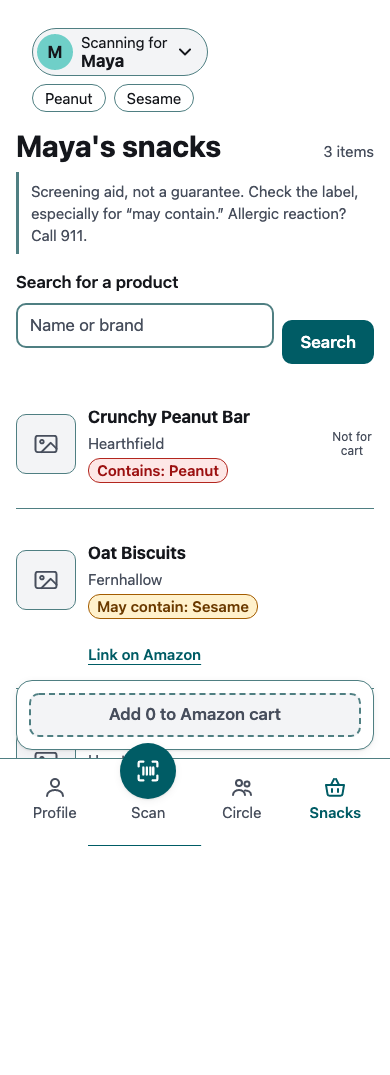 M
Scanning for
Maya
Peanut
Sesame
Maya's snacks
3 items
Screening aid, not a guarantee. Check the label,
especially for “may contain.” Allergic reaction?
Call 911.
Search for a product
Name or brand
Search
Crunchy Peanut Bar
Hearthfield
Contains: Peanut
Not for
cart
Oat Biscuits
Fernhallow
May contain: Sesame
Link on Amazon
Add 0 to Amazon cart
Profile
Scan
Circle
Snacks